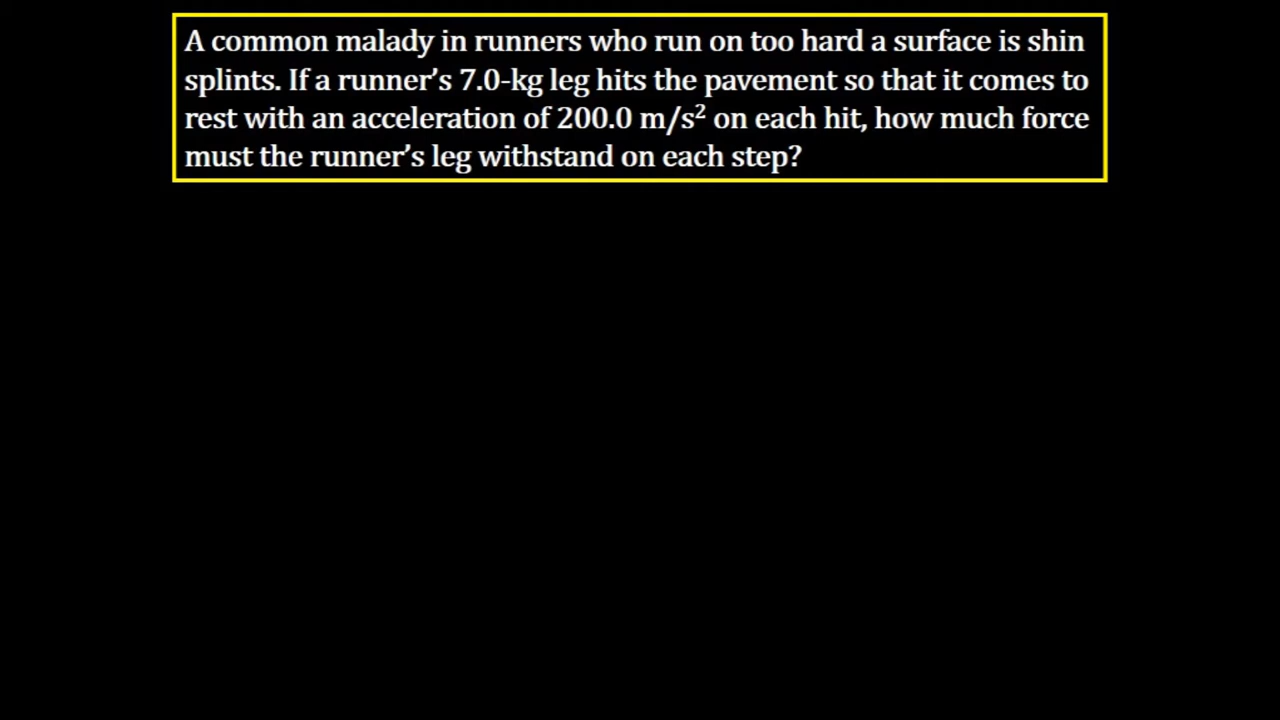 A common malady in runners who run on too hard a surface is shin
splints. If a runner’s 7.0-kg leg hits the pavement so that it comes to
rest with an acceleration of 200.0 m/s² on each hit, how much force
must the runner’s leg withstand on each step?